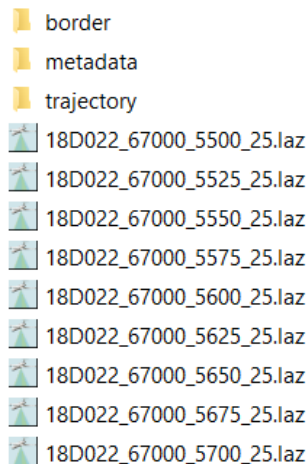 border
metadata
trajectory
18D022_67000_5500_25.laz
18D022_67000_5525_25.laz
18D022_67000_5550_25.laz
18D022_67000_5575_25.laz
18D022_67000_5600_25.laz
18D022_67000_5625_25.laz
18D022_67000_5650_25.laz
18D022_67000_5675_25.laz
18D022_67000_5700_25.laz